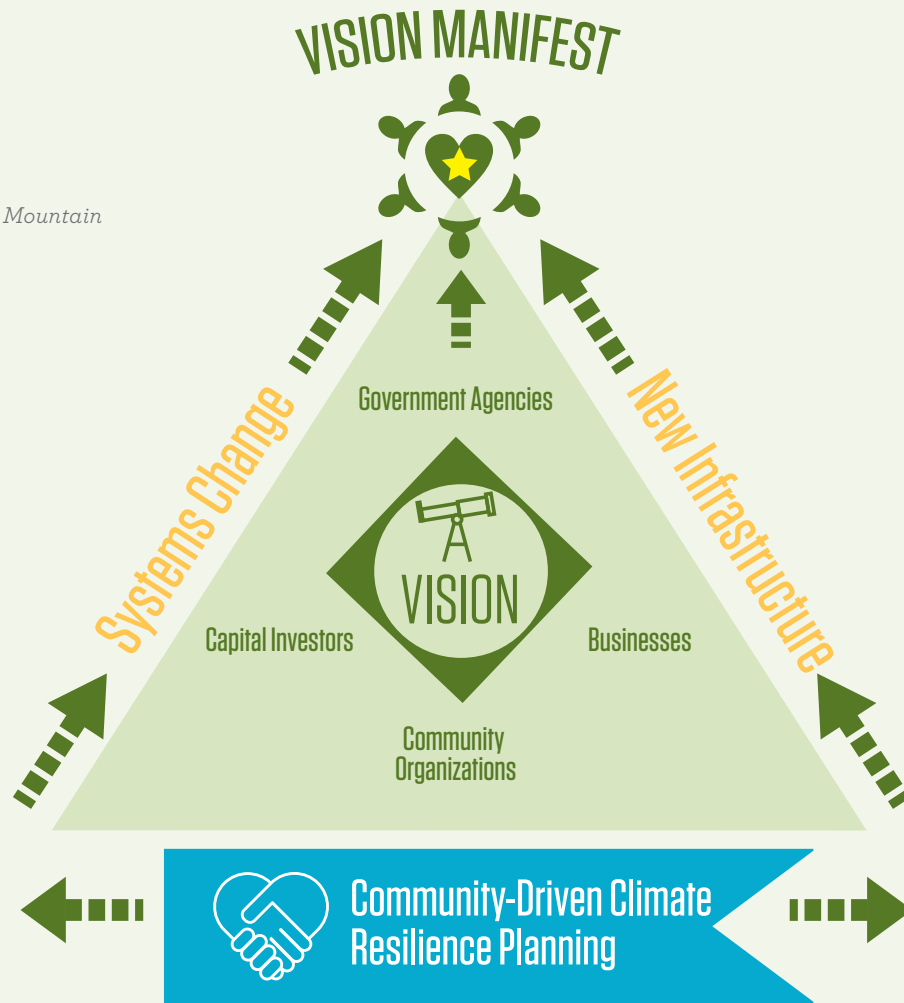 VISION MANIFEST
Mountain
Systems Change
New Infrastructure
Government Agencies
VISION
Capital Investors
Businesses
Community
Organizations
Community-Driven Climate
Resilience Planning